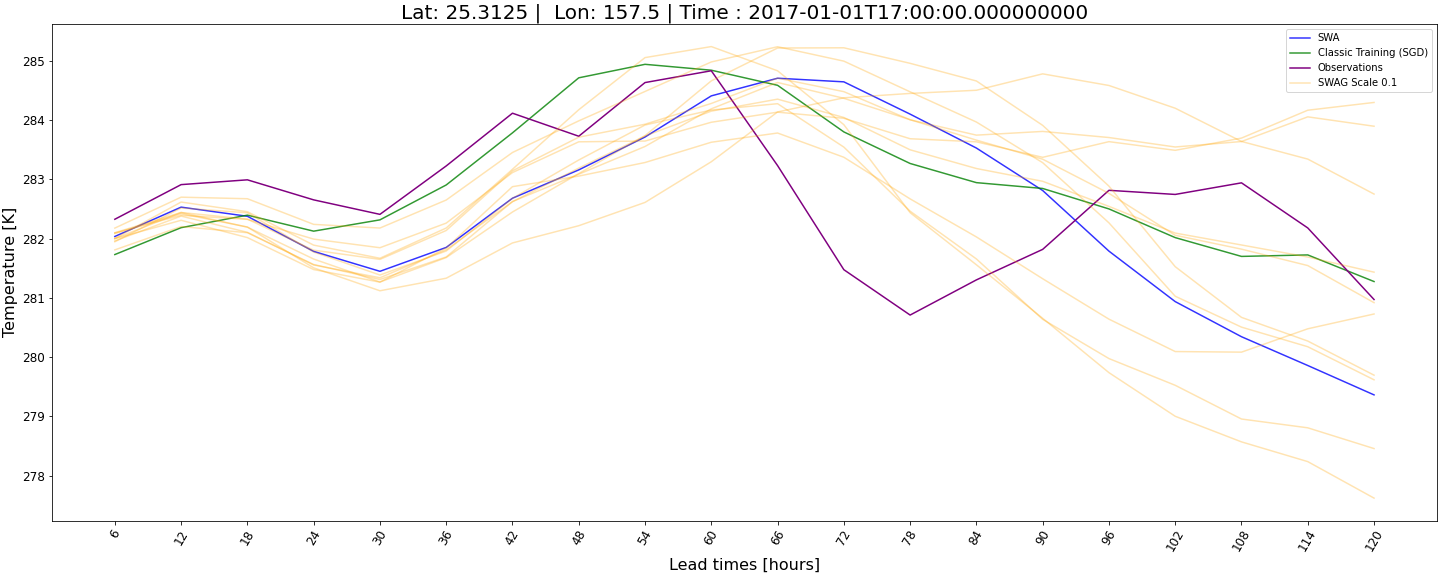 Lat: 25.3125 |  Lon: 157.5 | Time : 2017-01-01T17:00:00.000000000
SWA
Classic Training (SGD)
Observations
SWAG Scale 0.1
Temperature [K]
285
284
283
282
281
280
279
278
6 12 18 24 30 36 42 48 54 60 66 72 78 84 90 96 102 108 114 120
Lead times [hours]